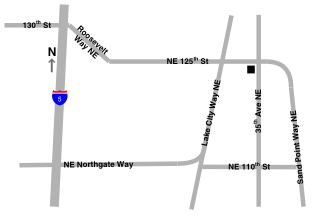 130th St
Roosevelt
Way NE
N
NE 125th St
5
Lake City Way NE
35th Ave NE
Sand Point Way NE
NE Northgate Way
NE 110th St